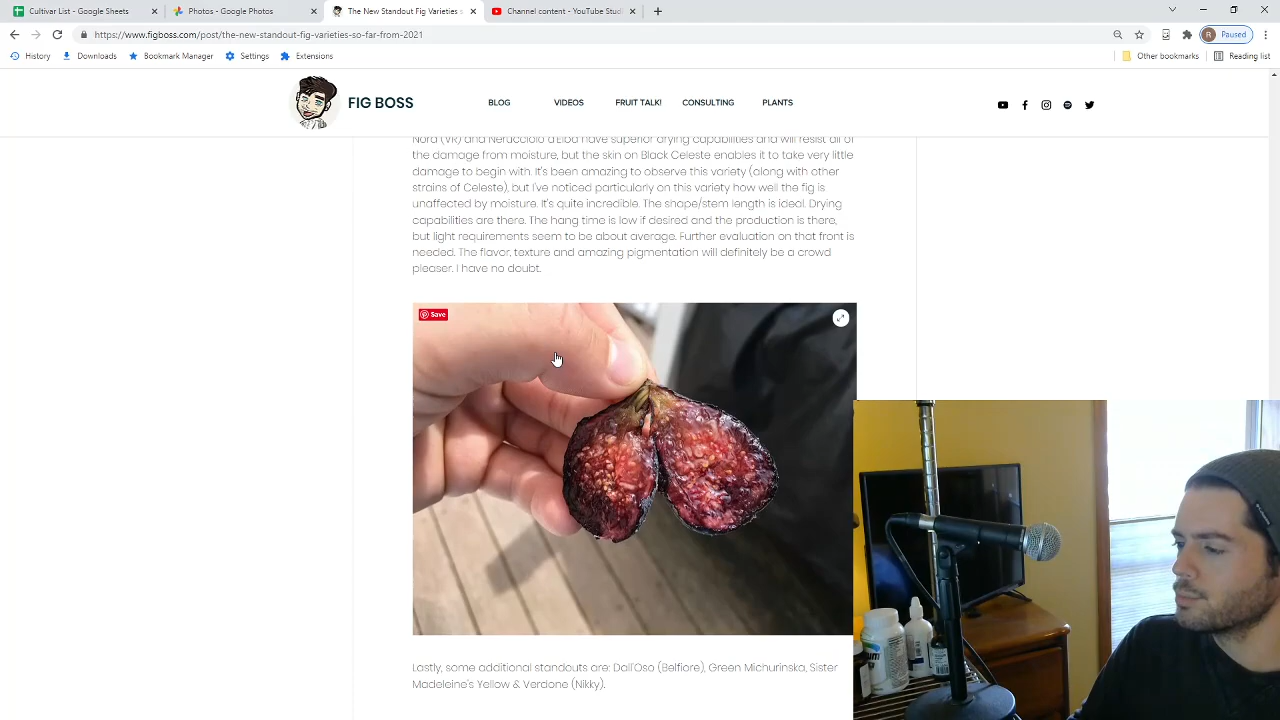 Cultivar List - Google Sheets
Photos - Google Photos
The New Standout Fig Varieties s
Channel content - YouTube Studi
https://www.figboss.com/post/the-new-standout-fig-varieties-so-far-from-2021
R Paused
History Downloads Bookmark Manager Settings Extensions Other bookmarks Reading list
FIG BOSS BLOG VIDEOS FRUIT TALK! CONSULTING PLANTS
Nord (VR) and Nerucciolo d'Elba have superior drying capabilities and will resist all of
the damage from moisture, but the skin on Black Celeste enables it to take very little
damage to begin with. It's been amazing to observe this variety (along with other
strains of Celeste), but I've noticed particularly on this variety how well the fig is
unaffected by moisture. It's quite incredible. The shape/stem length is ideal. Drying
capabilities are there. The hang time is low if desired and the production is there,
but light requirements seem to be about average. Further evaluation on that front is
needed. The flavor, texture and amazing pigmentation will definitely be a crowd
pleaser. I have no doubt.
Save
Lastly, some additional standouts are: Dall'Oso (Belfiore), Green Michurinska, Sister
Madeleine's Yellow & Verdone (Nikky).